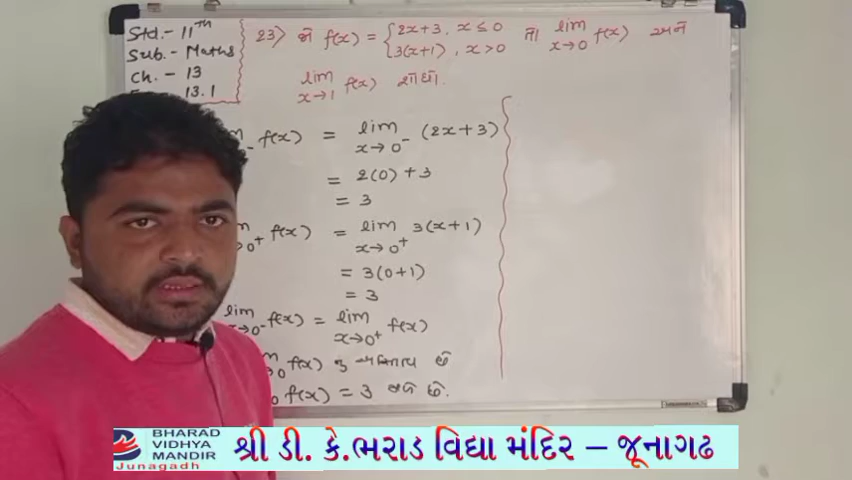 Std.- 11th
Sub.- Maths
Ch. - 13
13.1
23) જો f(x) = { 2x+3, x ≤ 0
3(x+1), x > 0 તો lim x→0 f(x) અને
lim x→1 f(x) શોધો.
f(x) = lim x→0⁻ (2x+3)
= 2(0) + 3
= 3
0⁺ f(x) = lim x→0⁺ 3(x+1)
= 3(0+1)
= 3
lim x→0⁻ f(x) = lim x→0⁺ f(x)
f(x) નું અસ્તિત્વ છે
f(x) = 3 છે.
BHARAD
VIDHYA
MANDIR
Junagadh
શ્રી ડી. કે.ભરાડ વિદ્યા મંદિર – જૂનાગઢ